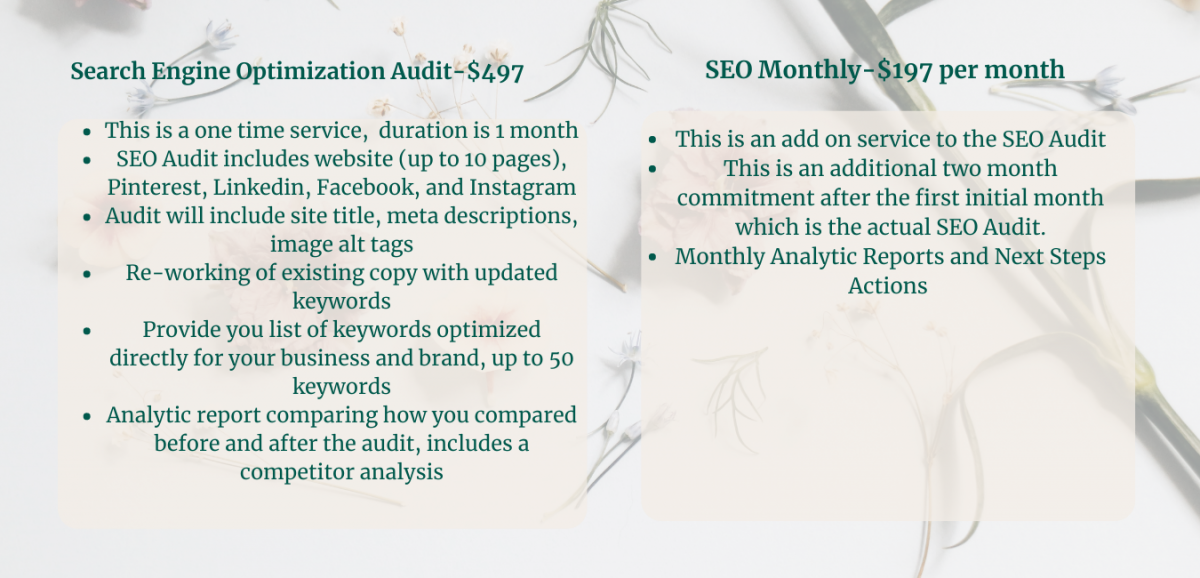 Search Engine Optimization Audit-$497
• This is a one time service, duration is 1 month
• SEO Audit includes website (up to 10 pages),
Pinterest, Linkedin, Facebook, and Instagram
• Audit will include site title, meta descriptions,
image alt tags
• Re-working of existing copy with updated
keywords
• Provide you list of keywords optimized
directly for your business and brand, up to 50
keywords
• Analytic report comparing how you compared
before and after the audit, includes a
competitor analysis
SEO Monthly-$197 per month
• This is an add on service to the SEO Audit
• This is an additional two month
commitment after the first initial month
which is the actual SEO Audit.
• Monthly Analytic Reports and Next Steps
Actions